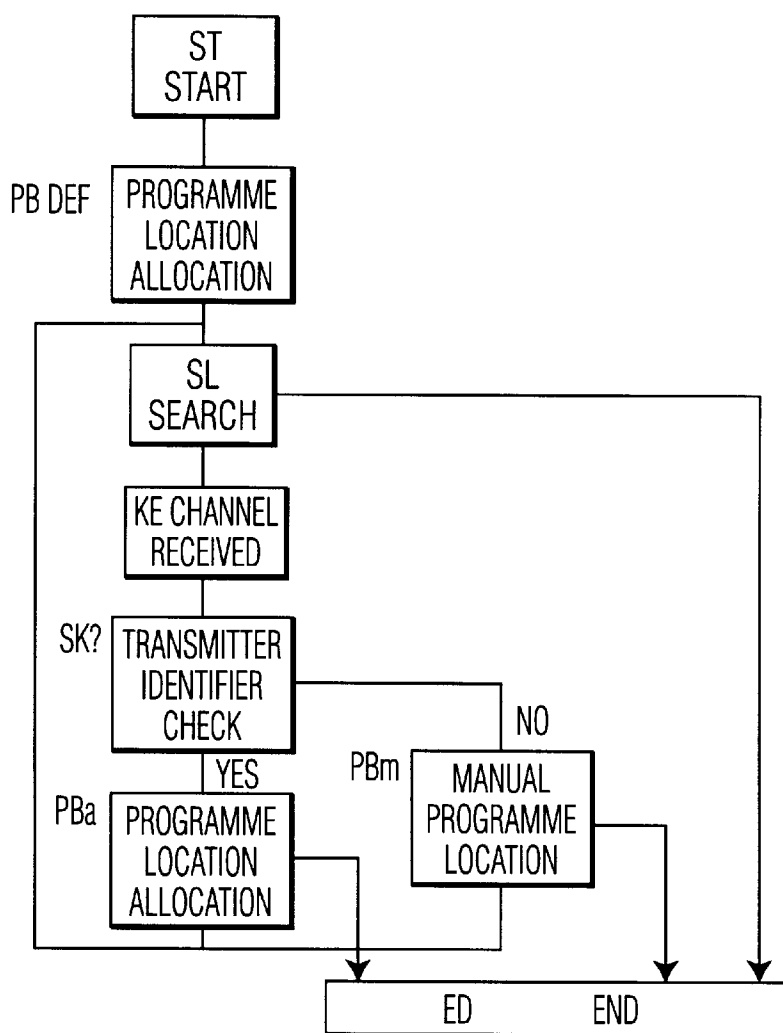 ST
START
PB DEF
PROGRAMME
LOCATION
ALLOCATION
SL
SEARCH
KE CHANNEL
RECEIVED
SK?
TRANSMITTER
IDENTIFIER
CHECK
NO
YES
PBm
MANUAL
PROGRAMME
LOCATION
PBa
PROGRAMME
LOCATION
ALLOCATION
ED END